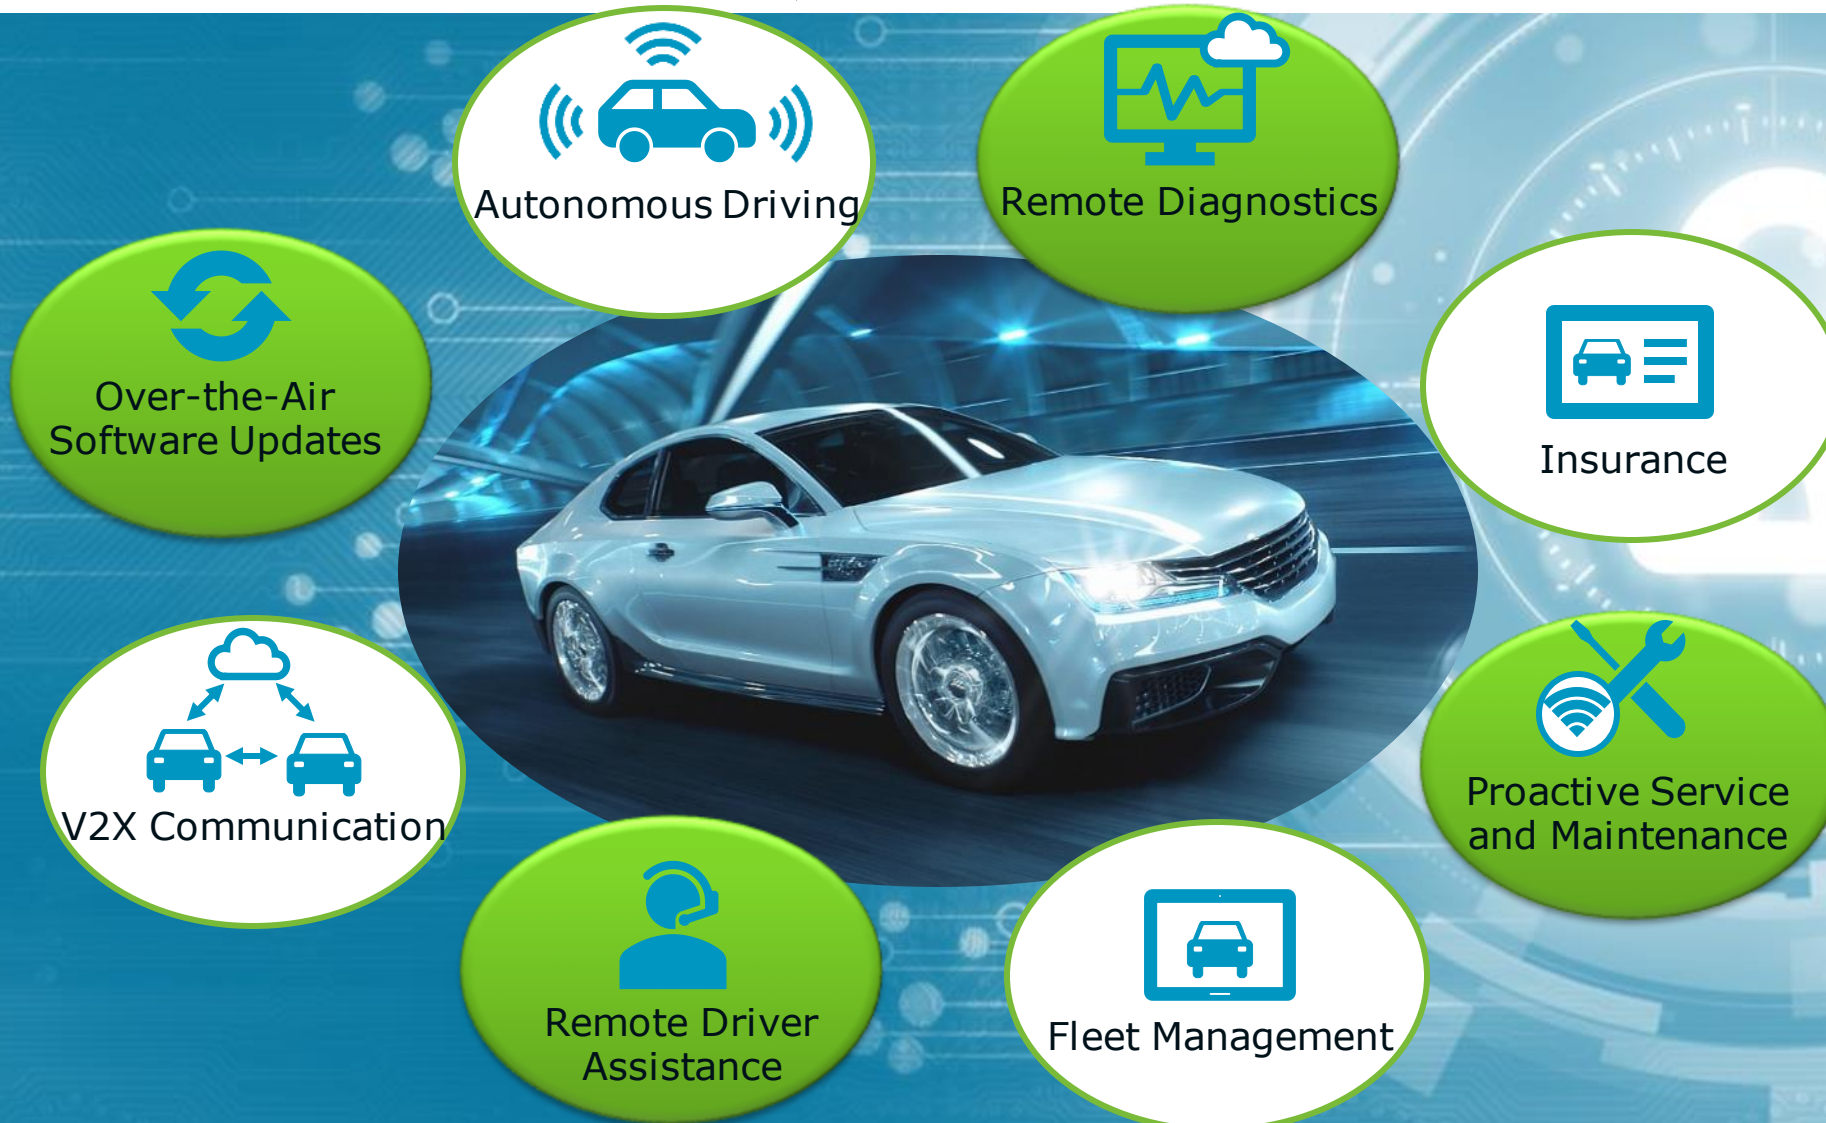 Autonomous Driving
Remote Diagnostics
Over-the-Air
Software Updates
Insurance
V2X Communication
Proactive Service
and Maintenance
Remote Driver
Assistance
Fleet Management